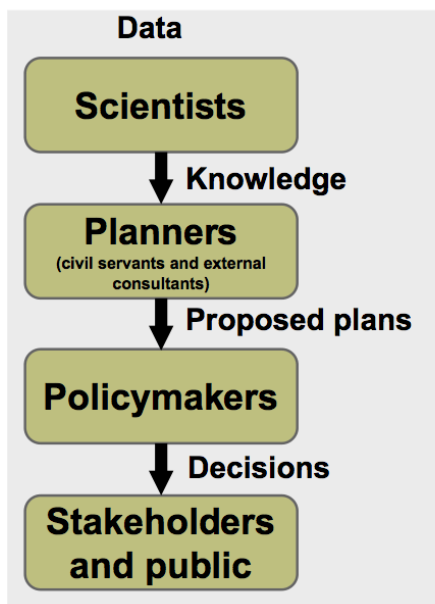 Data
Scientists
Knowledge
Planners
(civil servants and external
consultants)
Proposed plans
Policymakers
Decisions
Stakeholders
and public